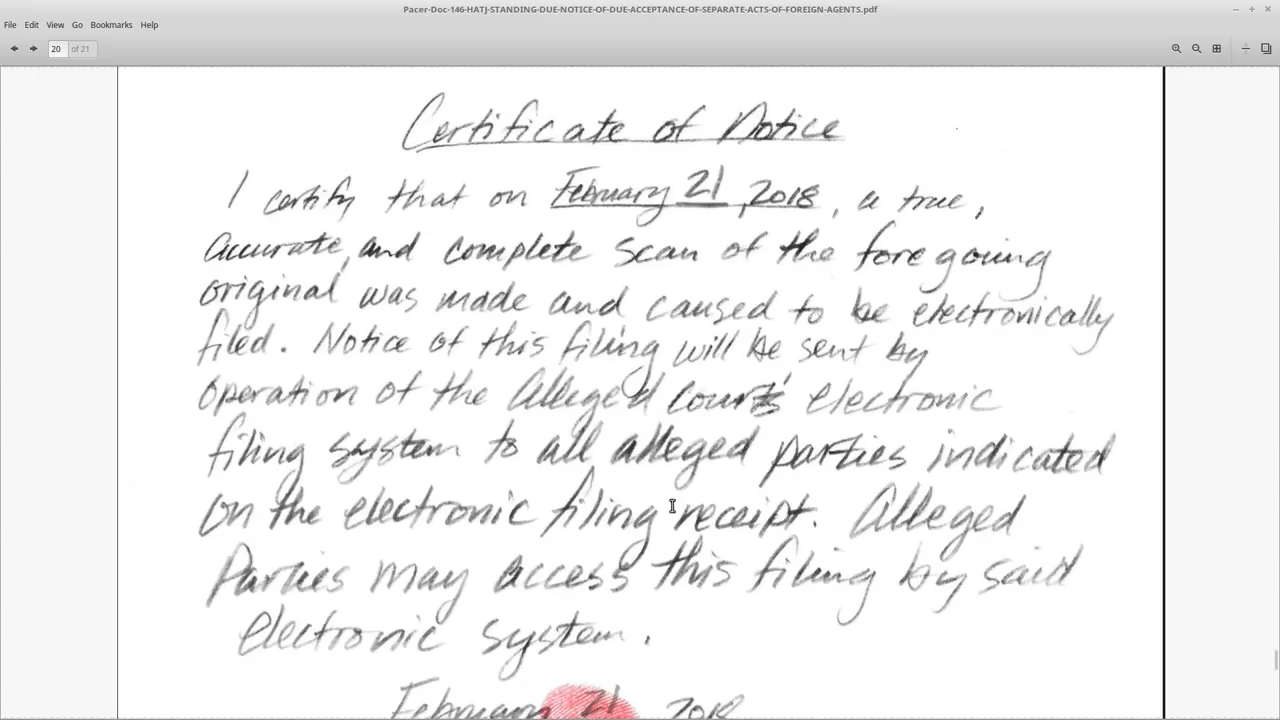 Pacer-Doc-146-HATJ-STANDING-DUE-NOTICE-OF-DUE-ACCEPTANCE-OF-SEPARATE-ACTS-OF-FOREIGN-AGENTS.pdf
File Edit View Go Bookmarks Help
20 of 21
Certificate of Notice
I certify that on February 21, 2018, a true,
accurate, and complete scan of the foregoing
original was made and caused to be electronically
filed. Notice of this filing will be sent by
operation of the Alleged Court's electronic
filing system to all alleged parties indicated
on the electronic filing receipt. Alleged
Parties may access this filing by said
electronic system.
February 21 2018